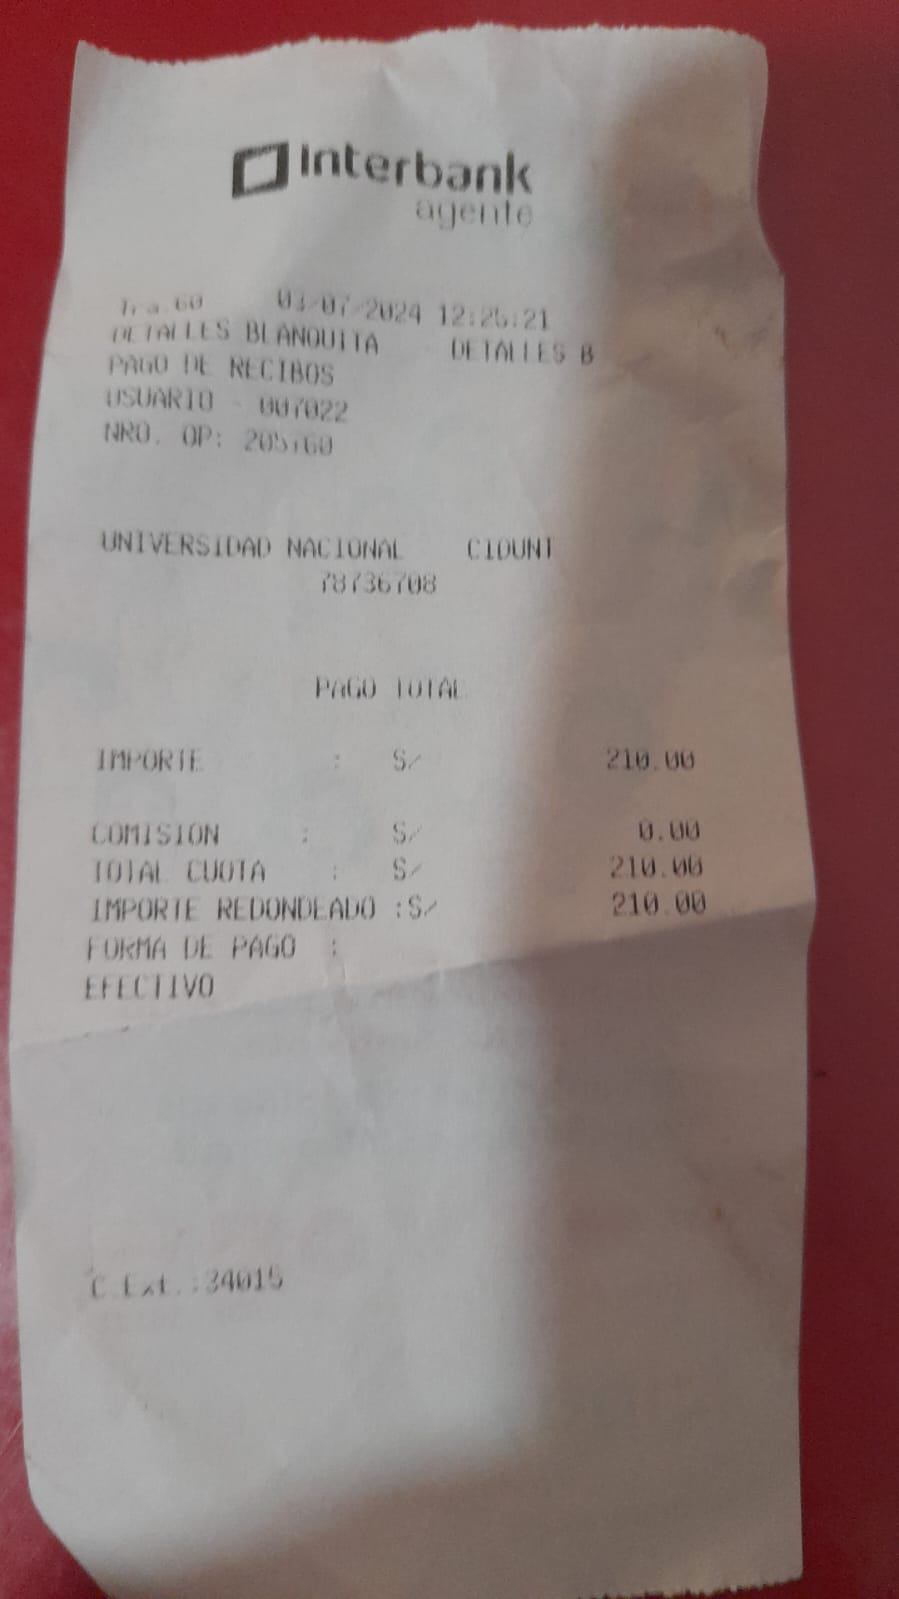 Interbank
agente
Tra.60 03/07/2024 12:25:21
DETALLES BLANQUITA DETALLES B
PAGO DE RECIBOS
USUARIO - 007022
NRO. OP:
UNIVERSIDAD NACIONAL CIDUNI
78736708
PAGO TOTAL
IMPORTE : S/ 210.00
COMISION : S/ 0.00
TOTAL CUOTA : S/ 210.00
IMPORTE REDONDEADO :S/ 210.00
FORMA DE PAGO :
EFECTIVO
C Ext.:34015